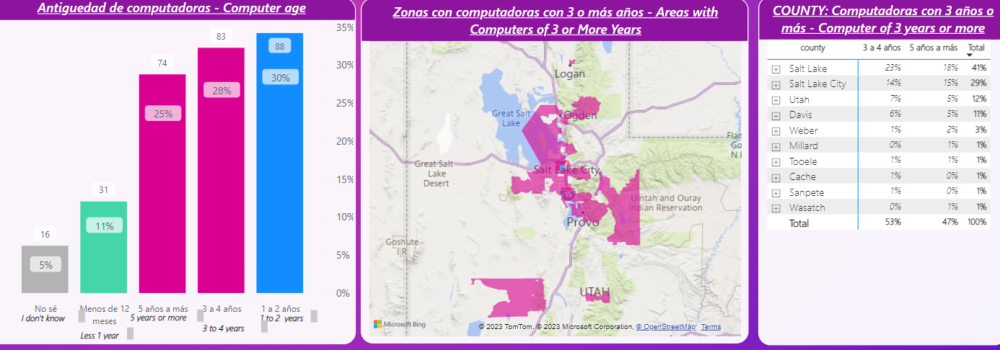 Antiguedad de computadoras - Computer age
35%
30%
25%
20%
15%
10%
5%
0%
16
5%
31
11%
74
25%
83
28%
88
30%
No sé
I don't know
Menos de 12
meses
Less 1 year
5 años a más
5 years or more
3 a 4 años
3 to 4 years
1 a 2 años
1 to 2 years
Zonas con computadoras con 3 o más años - Areas with
Computers of 3 or More Years
Logan
Great Salt
Lake
Ogden
Flam
Go
N.F
Great Salt
Lake
Desert
Salt Lake City
15
Uintah and Ouray
Indian Reservation
Provo
Goshute
I.R.
UTAH
Microsoft Bing
© 2023 TomTom, © 2023 Microsoft Corporation, © OpenStreetMap Terms
COUNTY: Computadoras con 3 años o
más - Computer of 3 years or more
county 3 a 4 años 5 años a más Total
Salt Lake 23% 18% 41%
Salt Lake City 14% 15% 29%
Utah 7% 5% 12%
Davis 6% 5% 11%
Weber 1% 2% 3%
Millard 0% 1% 1%
Tooele 1% 1% 1%
Cache 1% 0% 1%
Sanpete 1% 0% 1%
Wasatch 0% 1% 1%
Total 53% 47% 100%